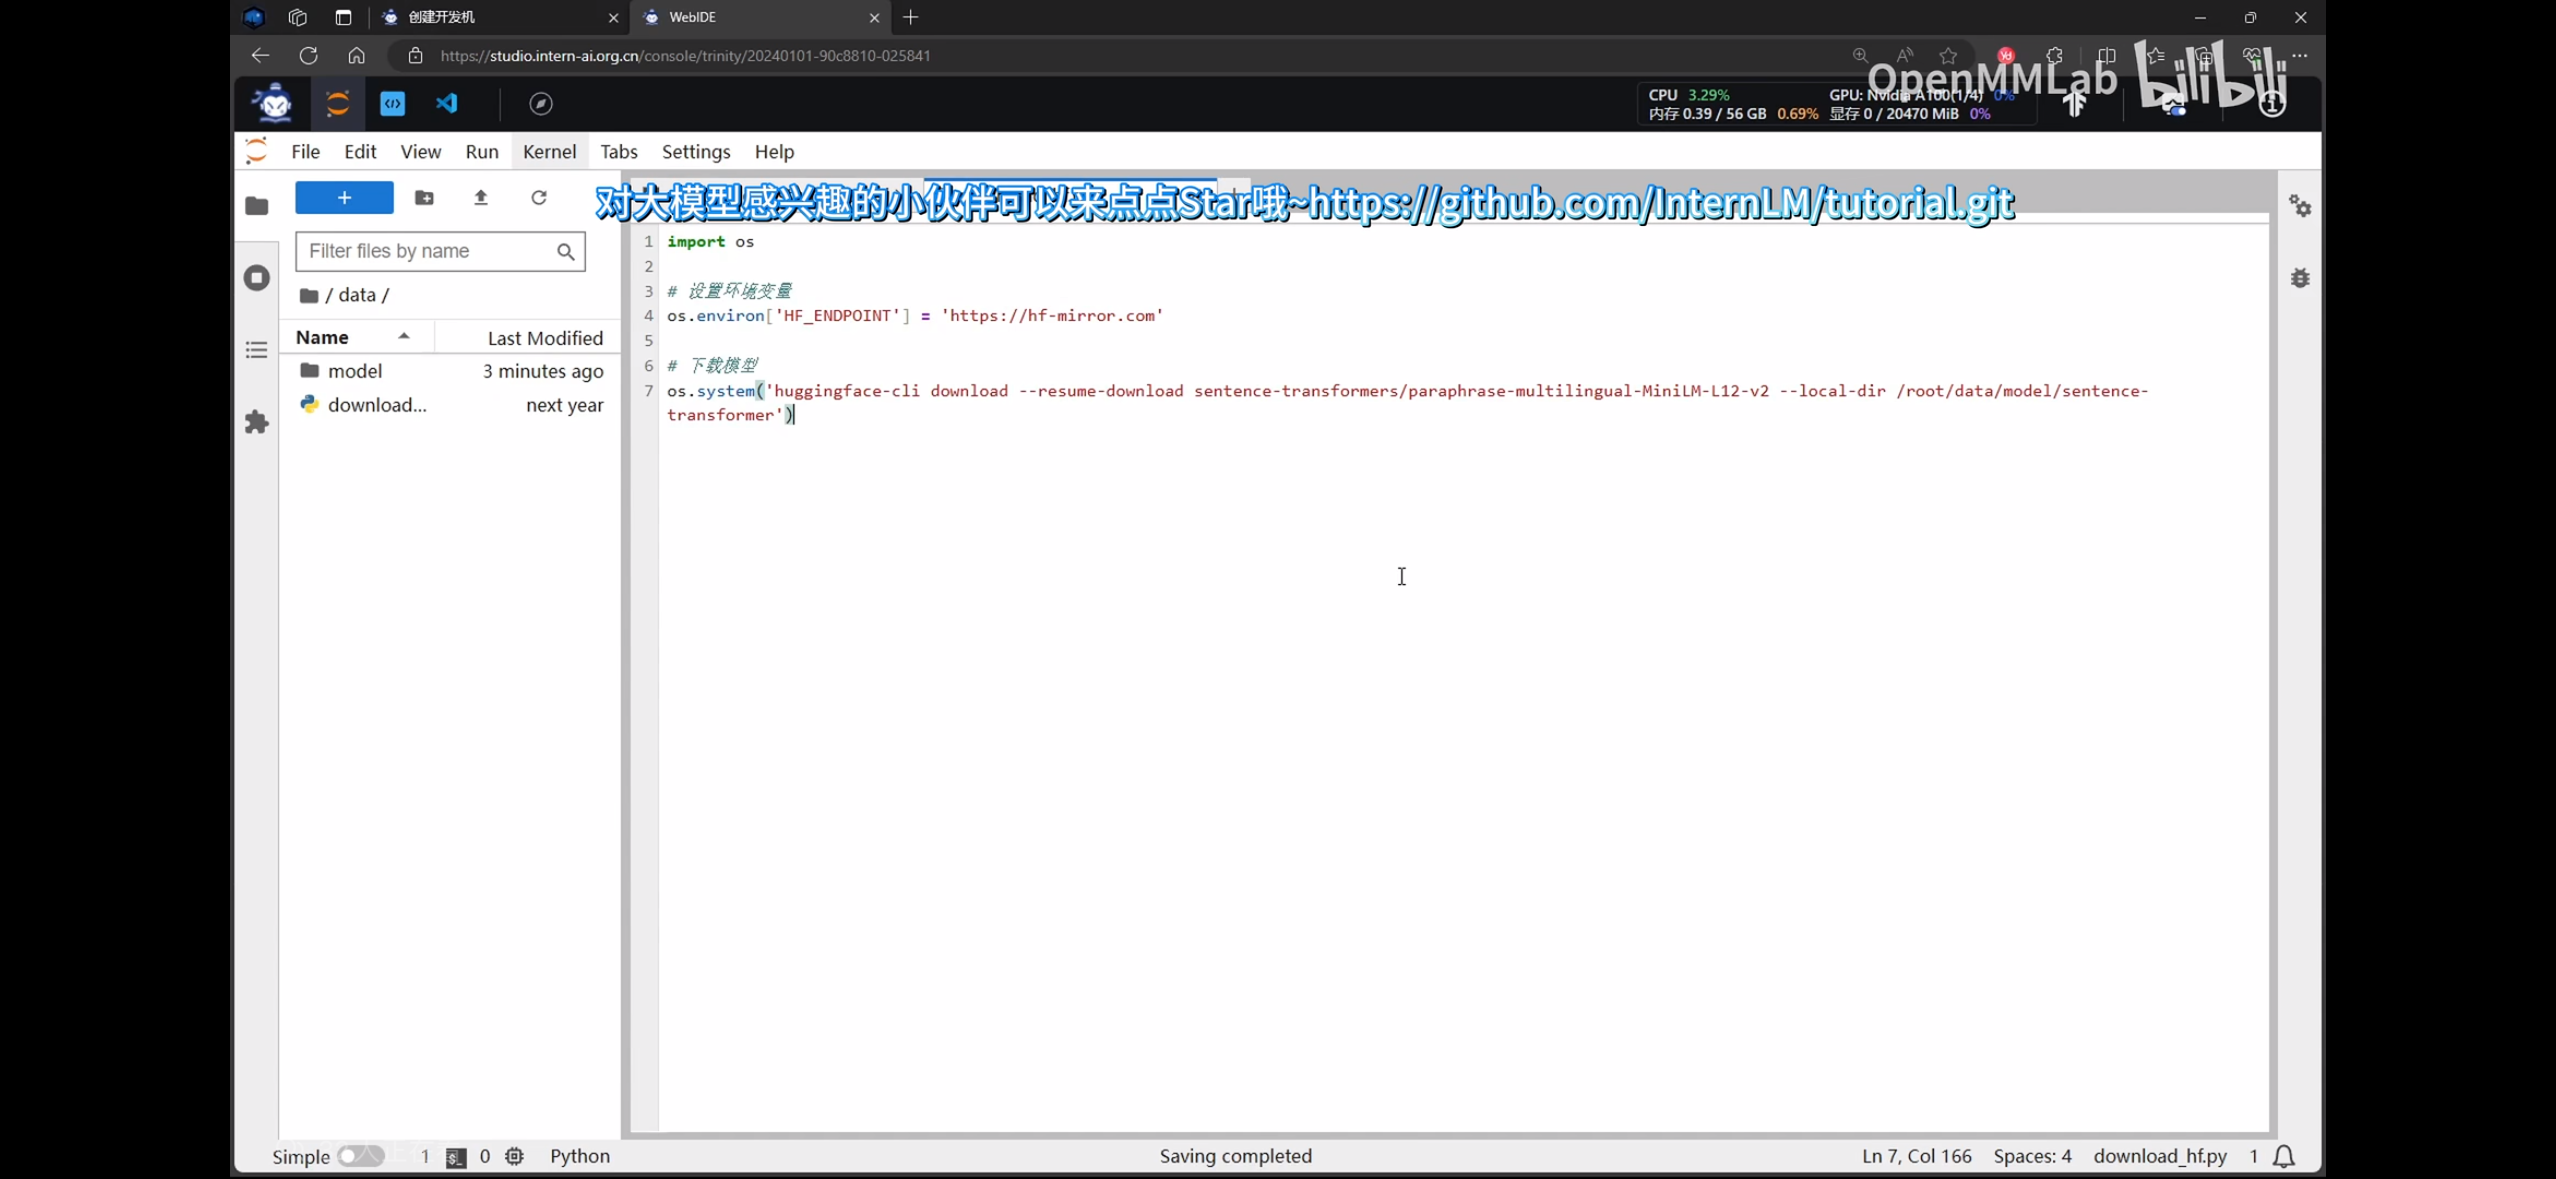 创建开发机
WebIDE
https://studio.intern-ai.org.cn/console/trinity/20240101-90c8810-025841
OpenMMLab bilibili
CPU 3.29% GPU: Nvidia A100(1/4) 0%
内存 0.39 / 56 GB 0.69% 显存 0 / 20470 MiB 0%
File Edit View Run Kernel Tabs Settings Help
对大模型感兴趣的小伙伴可以来点点Star哦~https://github.com/InternLM/tutorial.git
Filter files by name
/ data /
Name Last Modified
model 3 minutes ago
download... next year
1 import os
2
3 # 设置环境变量
4 os.environ['HF_ENDPOINT'] = 'https://hf-mirror.com'
5
6 # 下载模型
7 os.system('huggingface-cli download --resume-download sentence-transformers/paraphrase-multilingual-MiniLM-L12-v2 --local-dir /root/data/model/sentence-
transformer')
Simple 1 0 Python Saving completed Ln 7, Col 166 Spaces: 4 download_hf.py 1